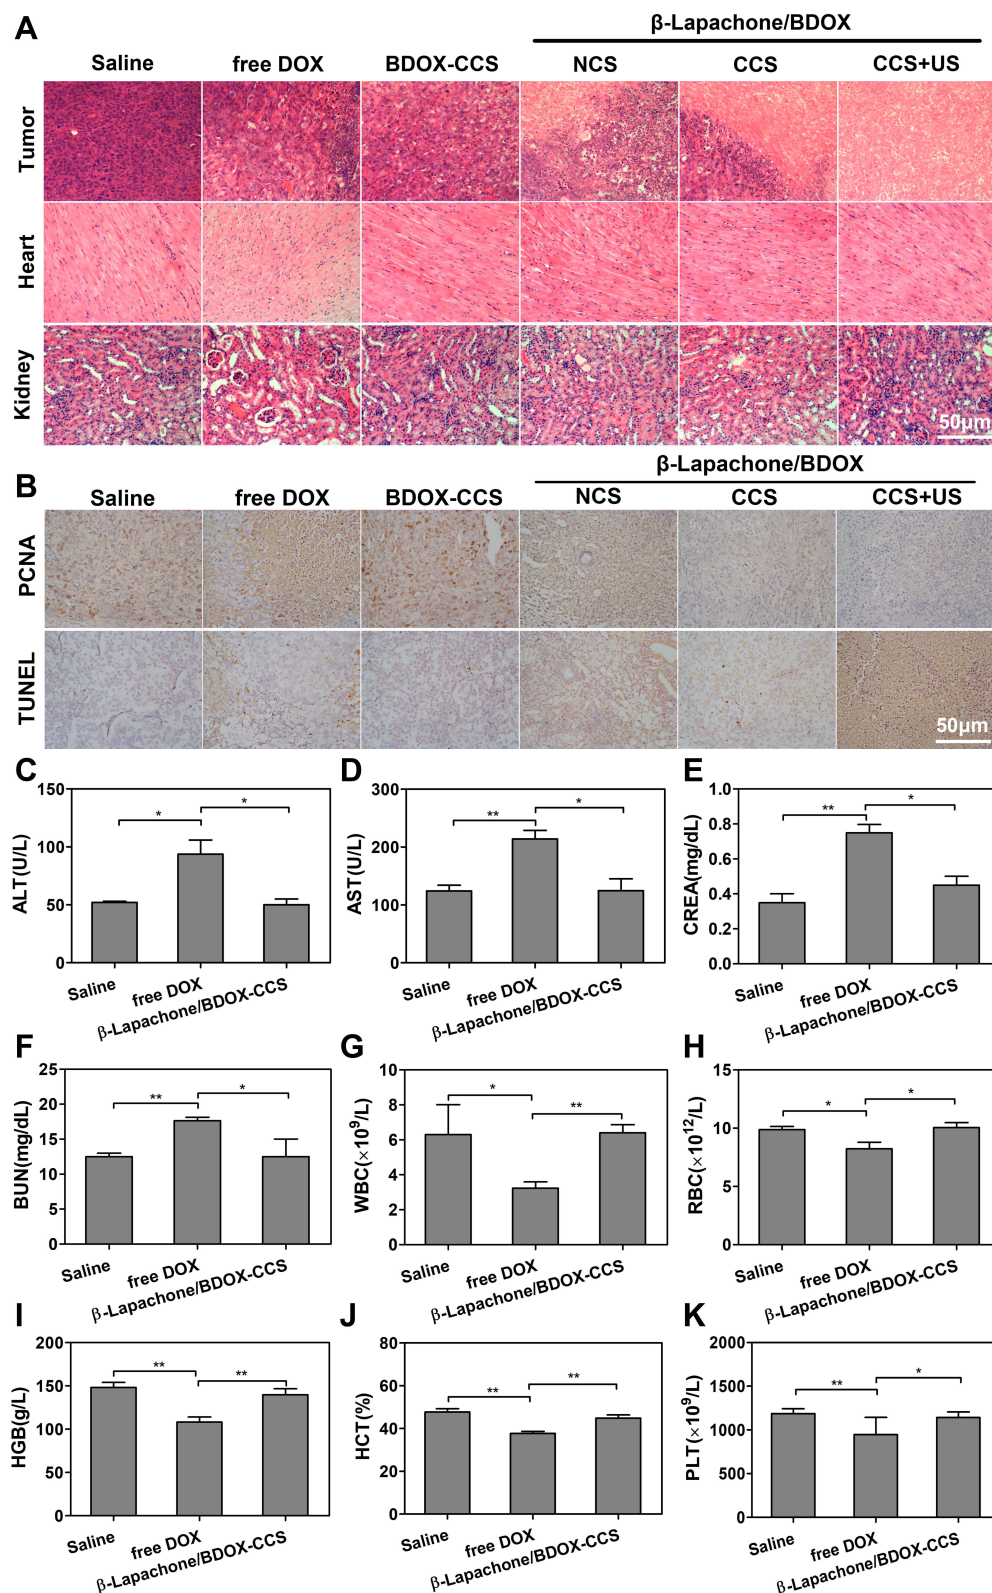 A
β-Lapachone/BDOX
Saline free DOX BDOX-CCS NCS CCS CCS+US
Tumor
Heart
Kidney
50μm
B
β-Lapachone/BDOX
Saline free DOX BDOX-CCS NCS CCS CCS+US
PCNA
TUNEL
50μm
C
ALT(U/L)
150
100
50
0
* *
Saline free DOX β-Lapachone/BDOX-CCS
D
AST(U/L)
300
200
100
0
** *
Saline free DOX β-Lapachone/BDOX-CCS
E
CREA(mg/dL)
1.0
0.8
0.6
0.4
0.2
0.0
** *
Saline free DOX β-Lapachone/BDOX-CCS
F
BUN(mg/dL)
25
20
15
10
5
0
** *
Saline free DOX β-Lapachone/BDOX-CCS
G
WBC(×10⁹/L)
10
8
6
4
2
0
* **
Saline free DOX β-Lapachone/BDOX-CCS
H
RBC(×10¹²/L)
15
10
5
0
* *
Saline free DOX β-Lapachone/BDOX-CCS
I
HGB(g/L)
200
150
100
50
0
** **
Saline free DOX β-Lapachone/BDOX-CCS
J
HCT(%)
80
60
40
20
0
** **
Saline free DOX β-Lapachone/BDOX-CCS
K
PLT(×10⁹/L)
2000
1500
1000
500
0
** *
Saline free DOX β-Lapachone/BDOX-CCS